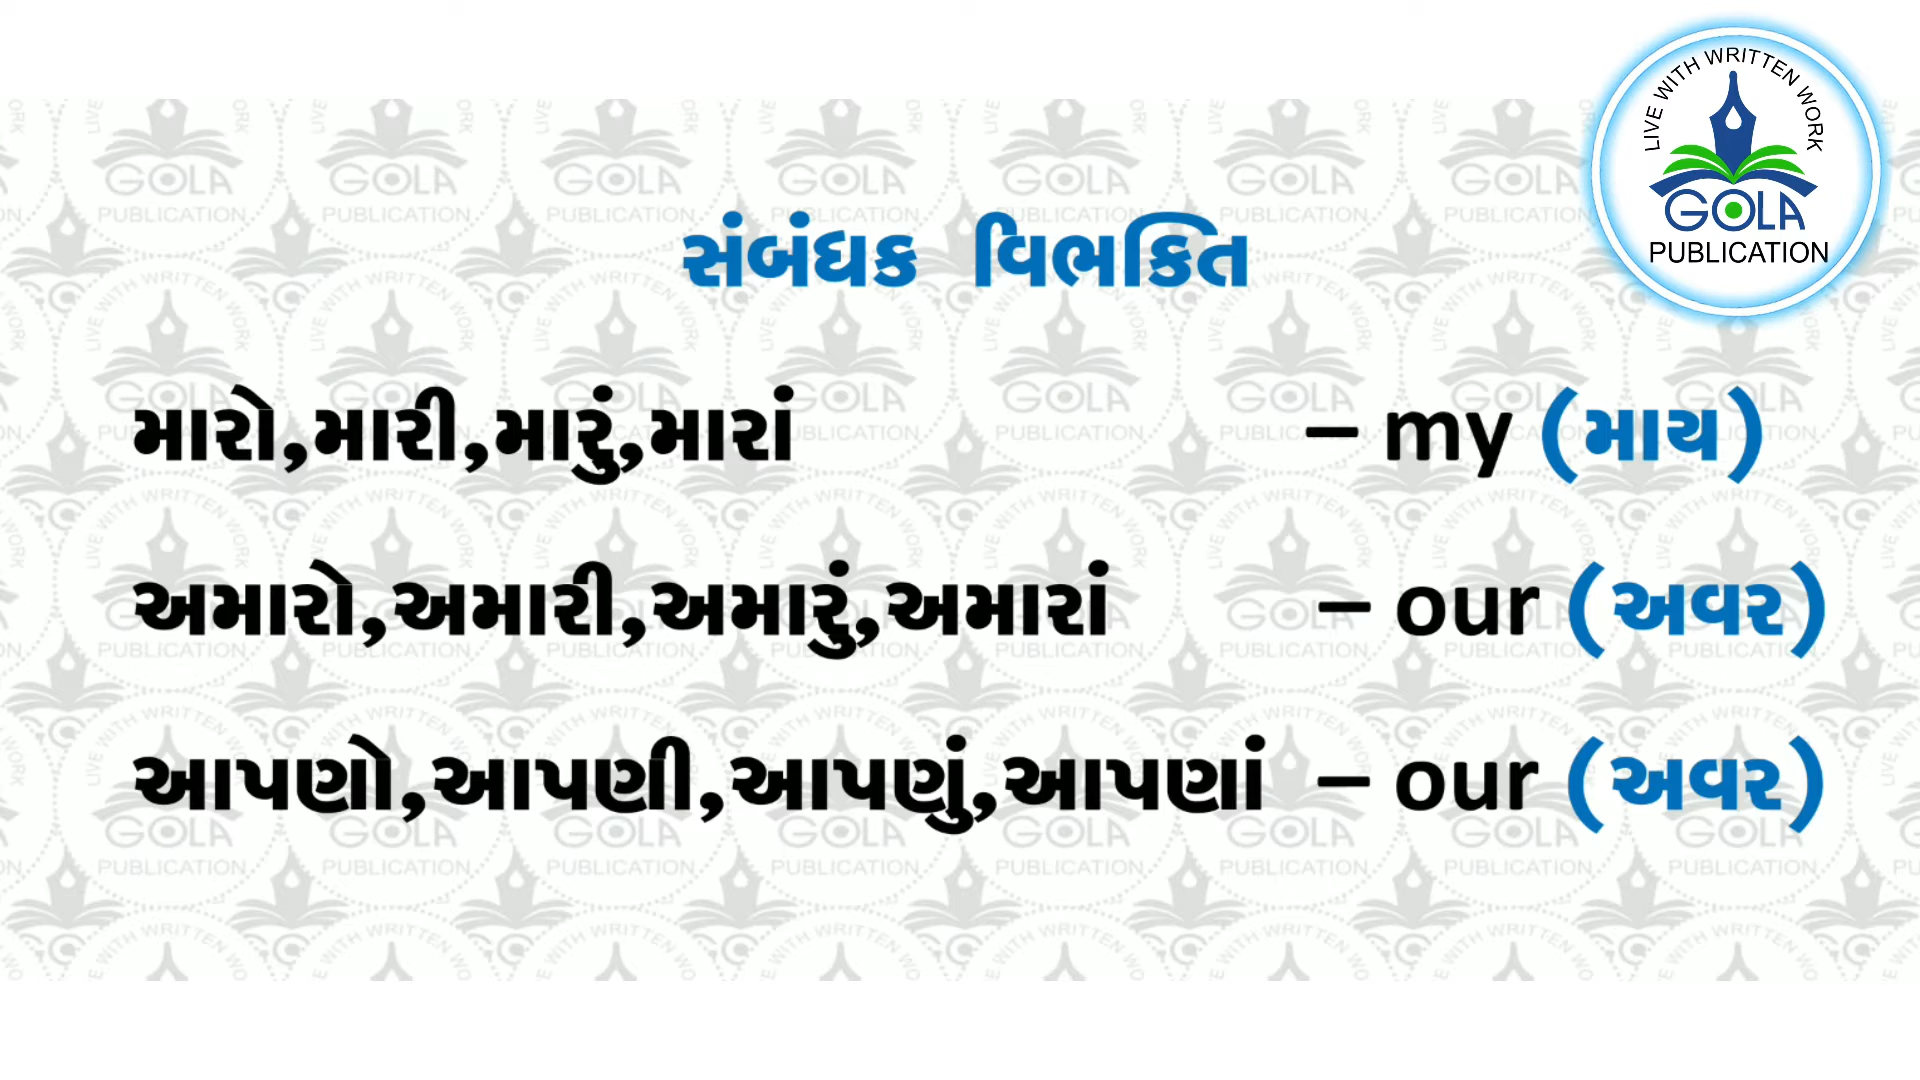 LIVE WITH WRITTEN WORK
GOLA
PUBLICATION
સંબંધક વિભકિત
મારો,મારી,મારું,મારાં – my (માય)
અમારો,અમારી,અમારું,અમારાં – our (અવર)
આપણો,આપણી,આપણું,આપણાં – our (અવર)